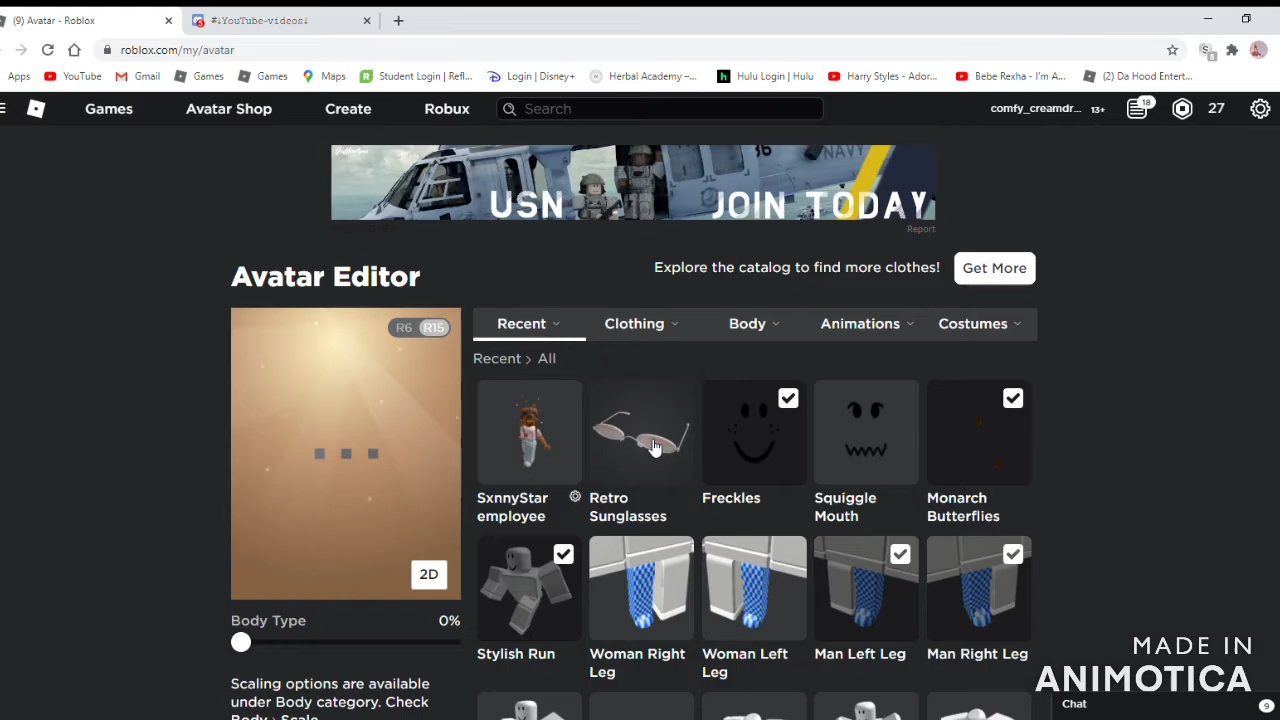 (9) Avatar - Roblox
#↓YouTube-videos↓
roblox.com/my/avatar
Apps
YouTube
Gmail
Games
Games
Maps
Student Login | Refl...
Login | Disney+
Herbal Academy –...
Hulu Login | Hulu
Harry Styles - Ador...
Bebe Rexha - I'm A...
(2) Da Hood Entert...
Games
Avatar Shop
Create
Robux
Search
comfy_creamdr...
13+
18
27
USN
JOIN TODAY
NAVY
Report
Avatar Editor
Explore the catalog to find more clothes!
Get More
R6
R15
Recent
Clothing
Body
Animations
Costumes
Recent > All
SxnnyStar
employee
Retro
Sunglasses
Freckles
Squiggle
Mouth
Monarch
Butterflies
2D
Stylish Run
Woman Right
Leg
Woman Left
Leg
Man Left Leg
Man Right Leg
Body Type
0%
Scaling options are available
under Body category. Check
Body > Scale
MADE IN
ANIMOTICA
Chat
9